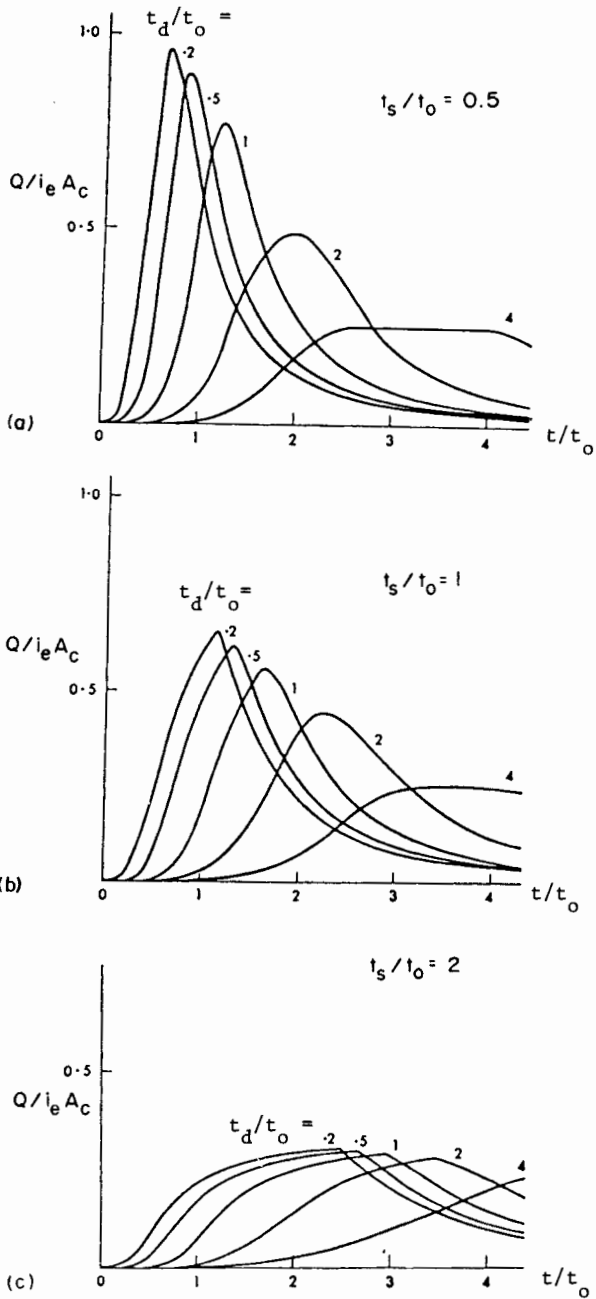 t_d/t_o =
1.0
.2
.5
t_s/t_o = 0.5
1
Q/i_e A_c
0.5
2
4
(a)
0 1 2 3 4 t/t_o
1.0
t_s/t_o = 1
t_d/t_o =
.2
Q/i_e A_c
.5
0.5
1
2
4
(b)
0 1 2 3 4 t/t_o
t_s/t_o = 2
0.5
Q/i_e A_c
t_d/t_o = .2 .5 1 2 4
(c)
0 1 2 3 4 t/t_o